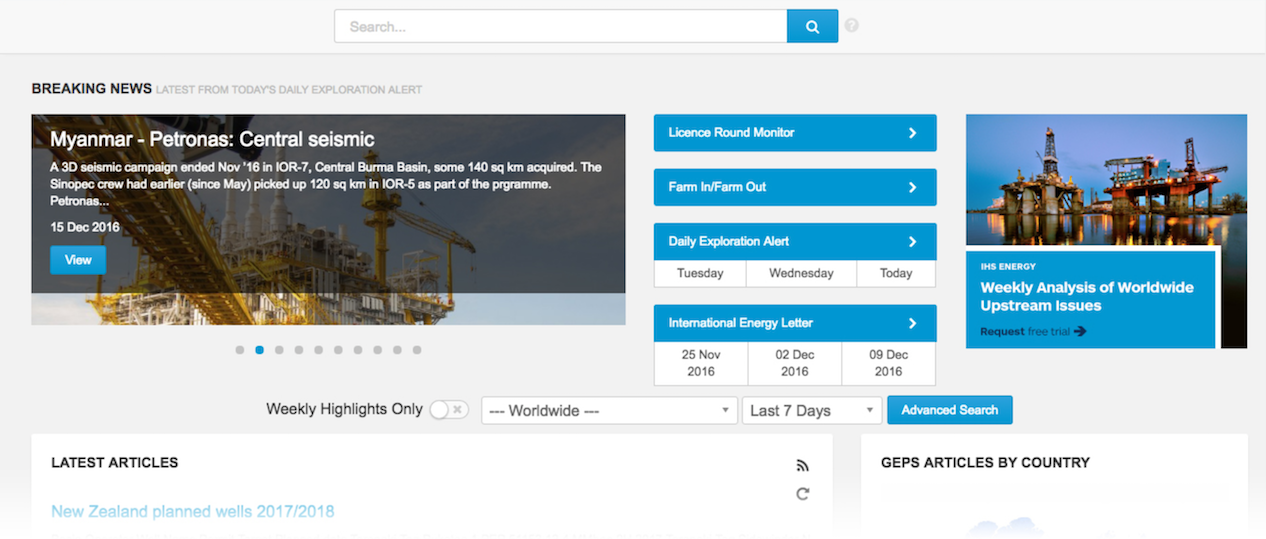 Search...
BREAKING NEWS LATEST FROM TODAY'S DAILY EXPLORATION ALERT
Myanmar - Petronas: Central seismic
A 3D seismic campaign ended Nov '16 in IOR-7, Central Burma Basin, some 140 sq km acquired. The
Sinopec crew had earlier (since May) picked up 120 sq km in IOR-5 as part of the prgramme.
Petronas...
15 Dec 2016
View
Licence Round Monitor
Farm In/Farm Out
Daily Exploration Alert
Tuesday Wednesday Today
International Energy Letter
25 Nov 2016
02 Dec 2016
09 Dec 2016
IHS ENERGY
Weekly Analysis of Worldwide
Upstream Issues
Request free trial
Weekly Highlights Only
--- Worldwide ---
Last 7 Days
Advanced Search
LATEST ARTICLES
New Zealand planned wells 2017/2018
GEPS ARTICLES BY COUNTRY